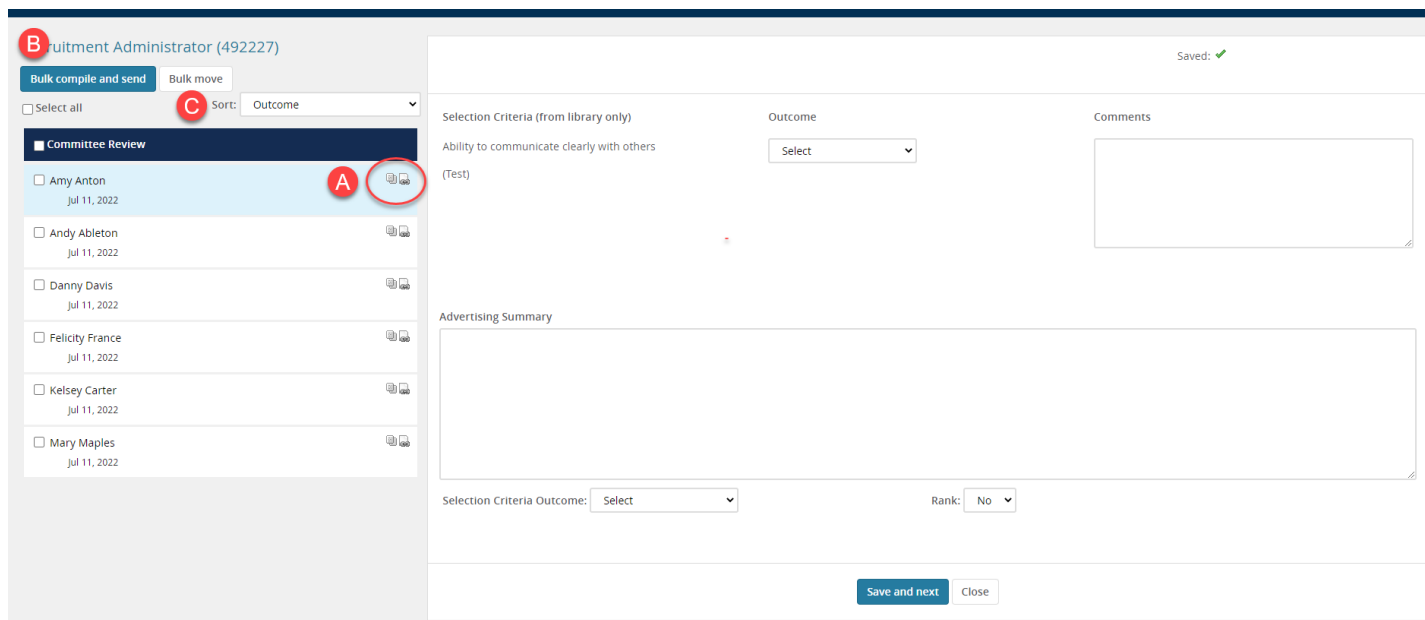 B
ruitment Administrator (492227)
Bulk compile and send
Bulk move
Select all
C
Sort:
Outcome
Committee Review
Amy Anton
Jul 11, 2022
A
Andy Ableton
Jul 11, 2022
Danny Davis
Jul 11, 2022
Felicity France
Jul 11, 2022
Kelsey Carter
Jul 11, 2022
Mary Maples
Jul 11, 2022
Saved:
Selection Criteria (from library only)
Outcome
Comments
Ability to communicate clearly with others
Select
(Test)
-
Advertising Summary
Selection Criteria Outcome:
Select
Rank:
No
Save and next
Close